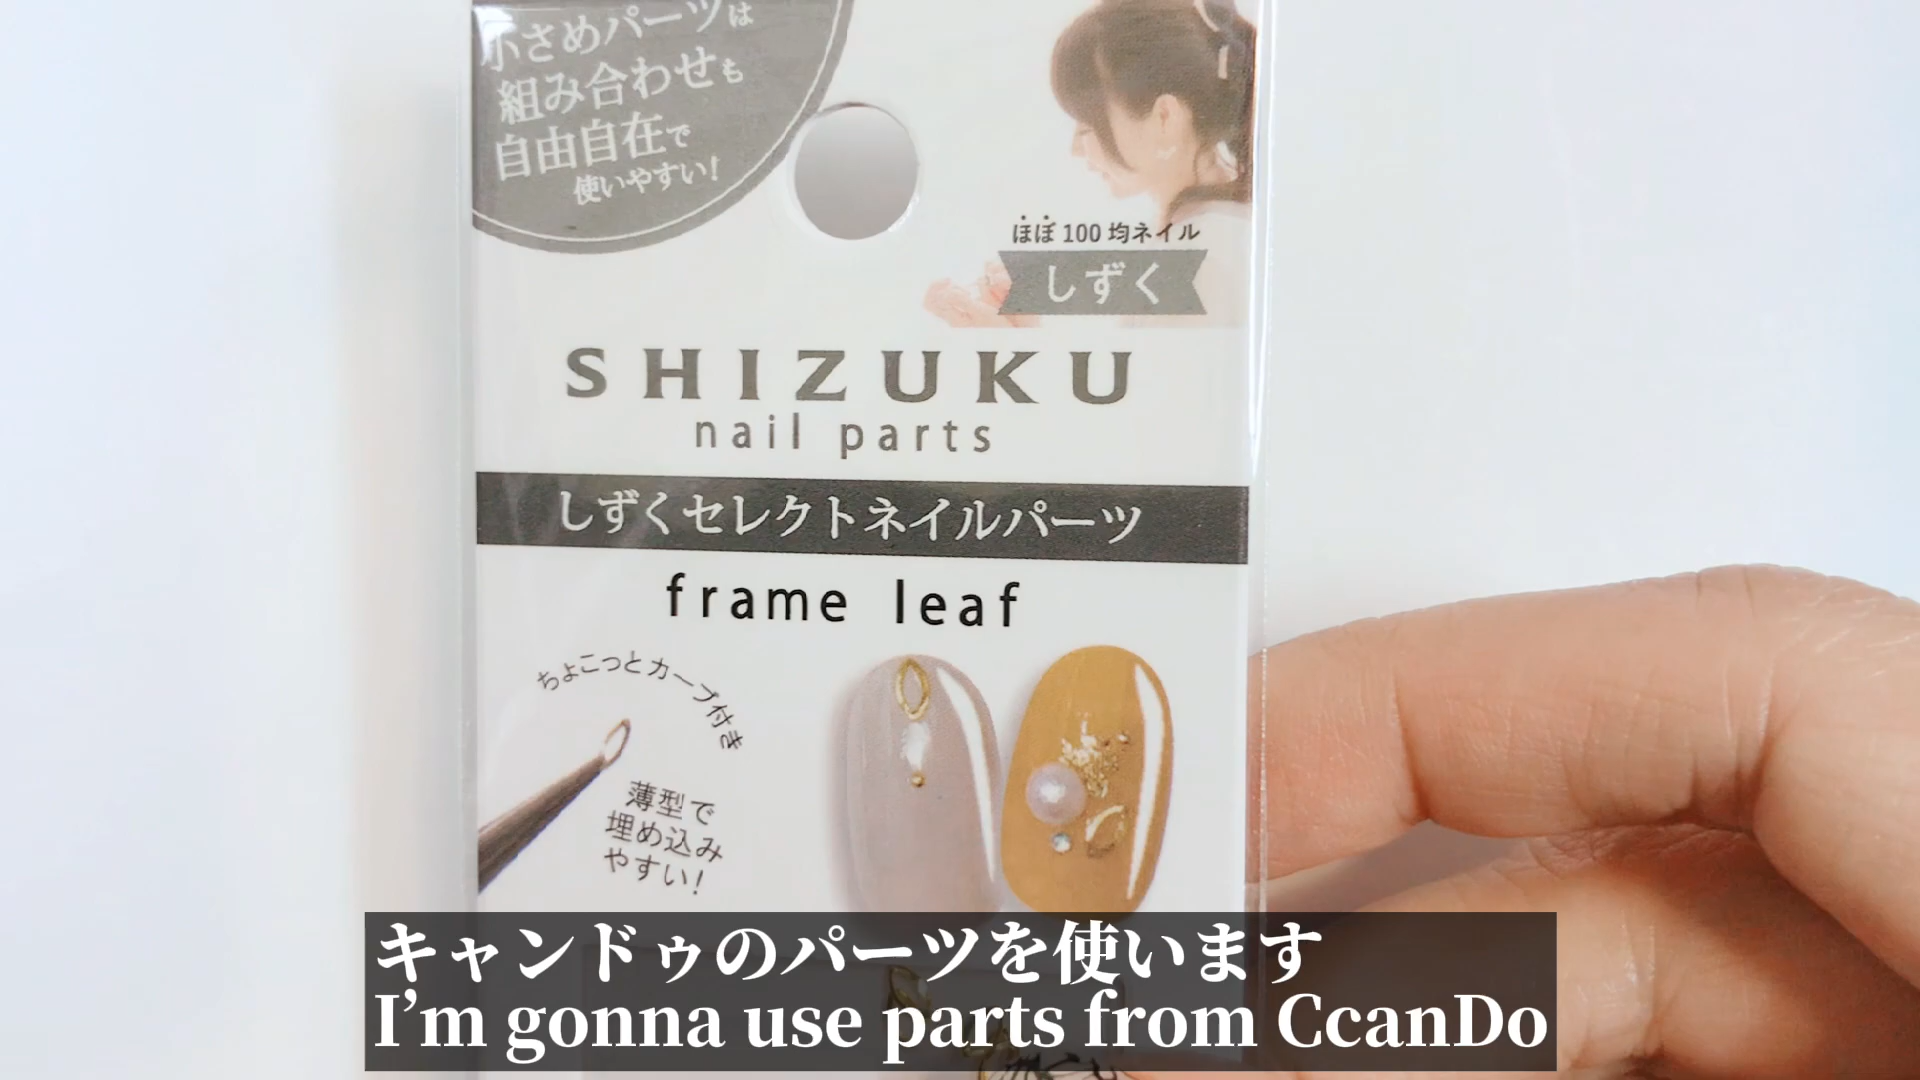 小さめパーツは
組み合わせも
自由自在で
使いやすい!
ほぼ100均ネイル
しずく
SHIZUKU
nail parts
しずくセレクトネイルパーツ
frame leaf
ちょこっとカーブ付き
薄型で
埋め込み
やすい!
キャンドゥのパーツを使います
I’m gonna use parts from CcanDo